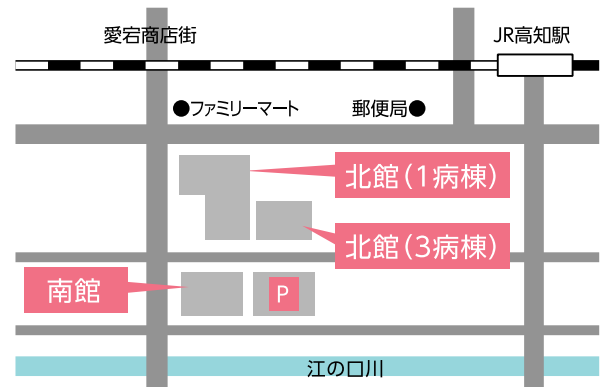 愛宕商店街
JR高知駅
●ファミリーマート
郵便局●
北館（1病棟）
北館（3病棟）
南館
P
江の口川